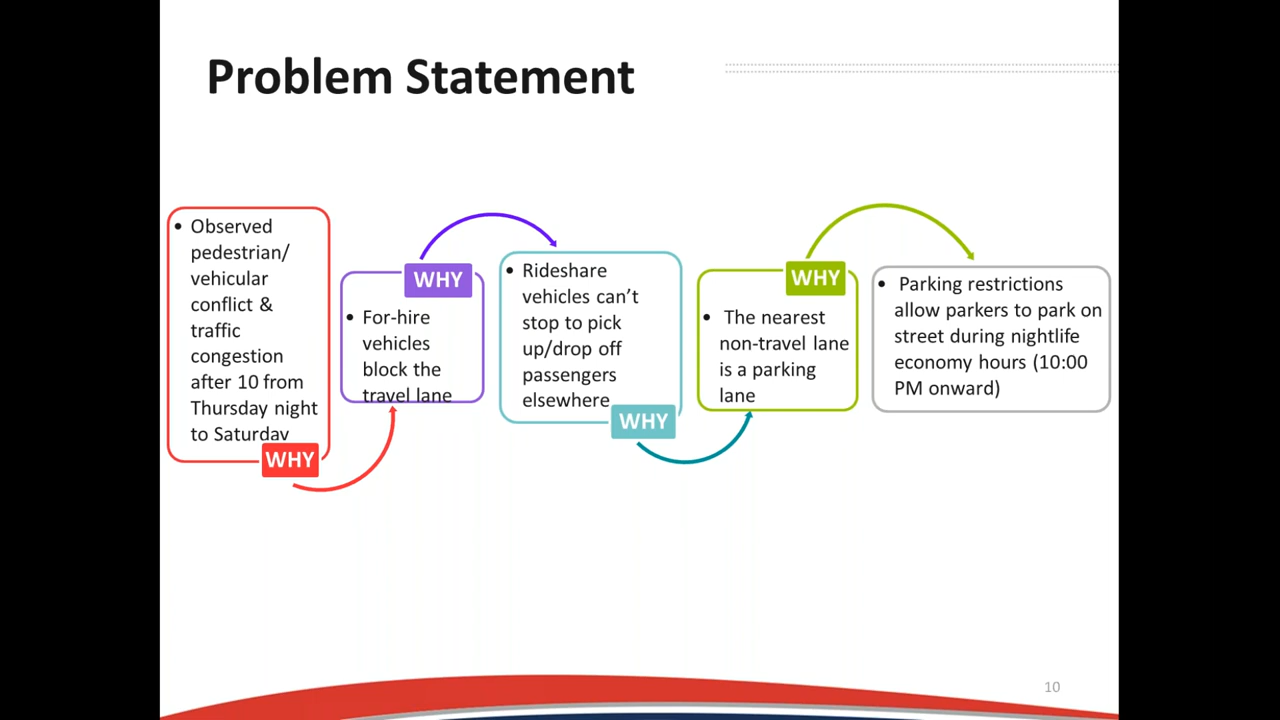 Problem Statement
• Observed
pedestrian/
vehicular
conflict &
traffic
congestion
after 10 from
Thursday night
to Saturday
WHY
WHY
• For-hire
vehicles
block the
travel lane
• Rideshare
vehicles can’t
stop to pick
up/drop off
passengers
elsewhere
WHY
WHY
• The nearest
non-travel lane
is a parking
lane
• Parking restrictions
allow parkers to park on
street during nightlife
economy hours (10:00
PM onward)
10